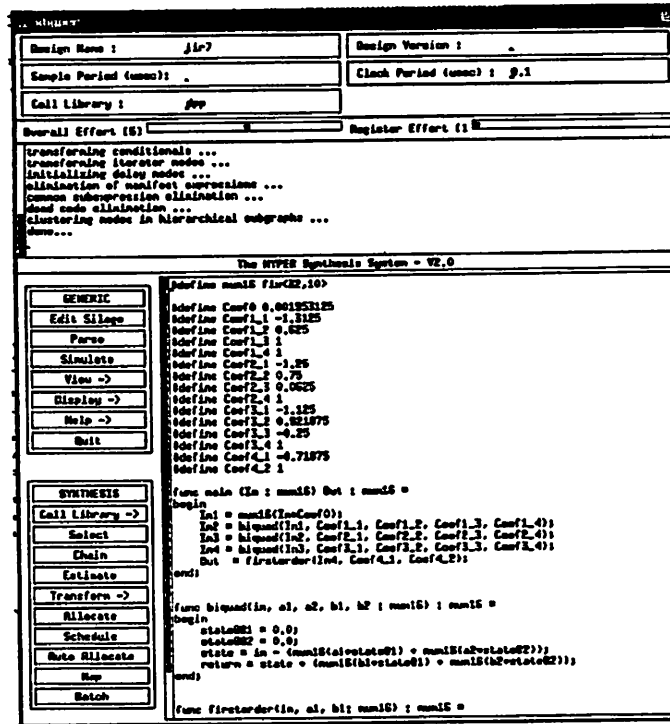 hyper
Design Name : iir7
Design Version :
Sample Period (usec):
Clock Period (usec) : 0.1
Cell Library : dpp
Overall Effort [5]
Register Effort [1
transforming conditionals ...
transforming iterator nodes ...
initializing delay nodes ...
elimination of manifest expressions ...
common subexpression elimination ...
dead code elimination ...
clustering nodes in hierarchical subgraphs ...
done...
The HYPER Synthesis System - V2.0
GENERIC
Edit Silage
Parse
Simulate
View ->
Display ->
Help ->
Quit
SYNTHESIS
Cell Library ->
Select
Chain
Estimate
Transform ->
Allocate
Schedule
Auto Allocate
Map
Batch
#define num16 fix<32,10>
#define Coef0 0.001953125
#define Coef1_1 -1.3125
#define Coef1_2 0.625
#define Coef1_3 1
#define Coef1_4 1
#define Coef2_1 -1.25
#define Coef2_2 0.75
#define Coef2_3 0.0625
#define Coef2_4 1
#define Coef3_1 -1.125
#define Coef3_2 0.921875
#define Coef3_3 -0.25
#define Coef3_4 1
#define Coef4_1 -0.71875
#define Coef4_2 1
func main (In : num16) Out : num16 =
begin
In1 = num16(In*Coef0);
In2 = biquad(In1, Coef1_1, Coef1_2, Coef1_3, Coef1_4);
In3 = biquad(In2, Coef2_1, Coef2_2, Coef2_3, Coef2_4);
In4 = biquad(In3, Coef3_1, Coef3_2, Coef3_3, Coef3_4);
Out = firstorder(In4, Coef4_1, Coef4_2);
end;
func biquad(in, a1, a2, b1, b2 : num16) : num16 =
begin
state@@1 = 0.0;
state@@2 = 0.0;
state = in - (num16(a1*state@1) + num16(a2*state@2));
return = state + (num16(b1*state@1) + num16(b2*state@2));
end;
func firstorder(in, a1, b1: num16) : num16 =